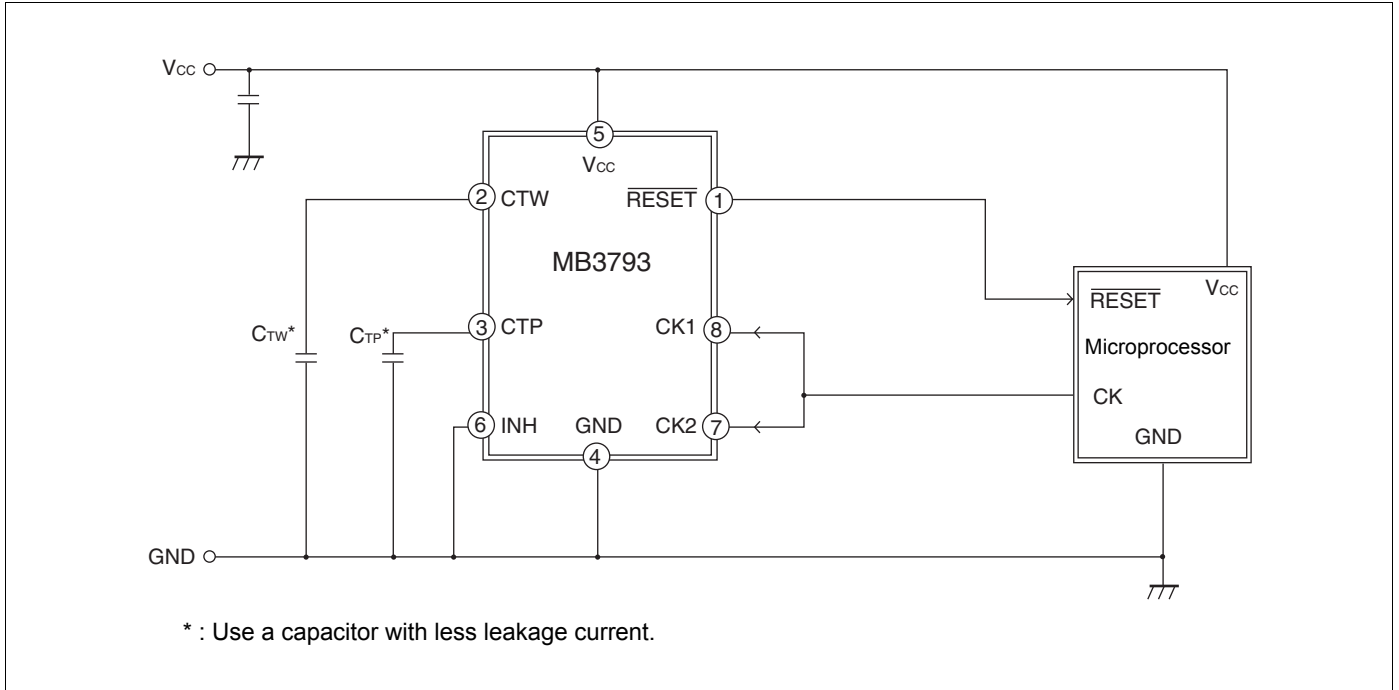 VCC
5
VCC
2 CTW
RESET 1
MB3793
VCC
RESET
CTW*
CTP*
3 CTP
CK1 8
Microprocessor
CK
6 INH
GND
CK2 7
GND
4
GND
* : Use a capacitor with less leakage current.